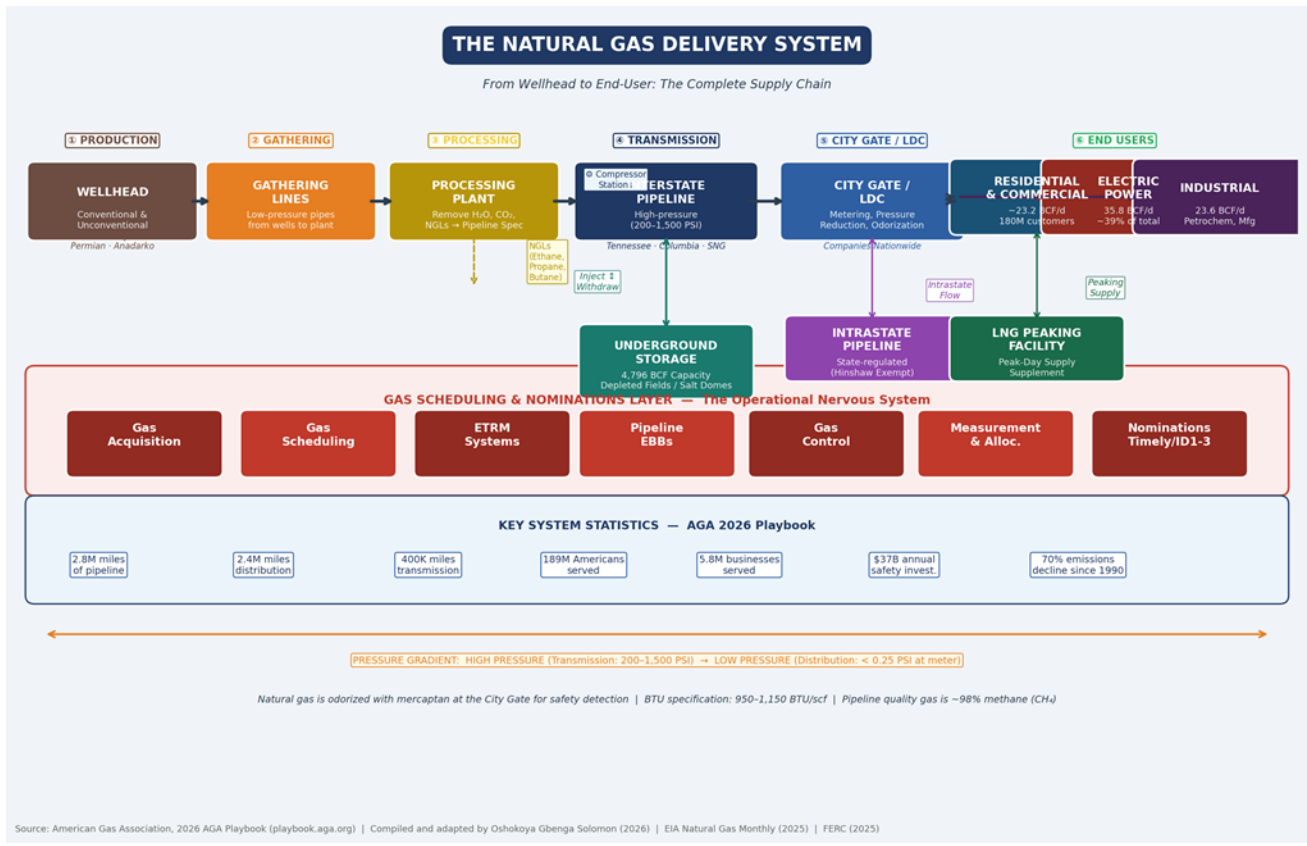 THE NATURAL GAS DELIVERY SYSTEM
From Wellhead to End-User: The Complete Supply Chain
① PRODUCTION
② GATHERING
③ PROCESSING
④ TRANSMISSION
⑤ CITY GATE / LDC
⑥ END USERS
WELLHEAD
Conventional &
Unconventional
Permian · Anadarko
GATHERING
LINES
Low-pressure pipes
from wells to plant
PROCESSING
PLANT
Remove H₂O, CO₂,
NGLs → Pipeline Spec
NGLs
(Ethane,
Propane,
Butane)
⚙ Compressor
Station↓
TERSTATE
PIPELINE
High-pressure
(200–1,500 PSI)
Tennessee · Columbia · SNG
CITY GATE /
LDC
Metering, Pressure
Reduction, Odorization
Companies Nationwide
RESIDENTIAL
& COMMERCIAL
~23.2 BCF/d
180M customers
ELECTRIC
POWER
35.8 BCF/d
~39% of total
INDUSTRIAL
23.6 BCF/d
Petrochem, Mfg
Inject ↕
Withdraw
Intrastate
Flow
Peaking
Supply
UNDERGROUND
STORAGE
4,796 BCF Capacity
Depleted Fields / Salt Domes
INTRASTATE
PIPELINE
State-regulated
(Hinshaw Exempt)
LNG PEAKING
FACILITY
Peak-Day Supply
Supplement
GAS SCHEDULING & NOMINATIONS LAYER — The Operational Nervous System
Gas
Acquisition
Gas
Scheduling
ETRM
Systems
Pipeline
EBBs
Gas
Control
Measurement
& Alloc.
Nominations
Timely/ID1-3
KEY SYSTEM STATISTICS — AGA 2026 Playbook
2.8M miles
of pipeline
2.4M miles
distribution
400K miles
transmission
189M Americans
served
5.8M businesses
served
$37B annual
safety invest.
70% emissions
decline since 1990
PRESSURE GRADIENT: HIGH PRESSURE (Transmission: 200–1,500 PSI) → LOW PRESSURE (Distribution: < 0.25 PSI at meter)
Natural gas is odorized with mercaptan at the City Gate for safety detection | BTU specification: 950–1,150 BTU/scf | Pipeline quality gas is ~98% methane (CH₄)
Source: American Gas Association, 2026 AGA Playbook (playbook.aga.org) | Compiled and adapted by Oshokoya Gbenga Solomon (2026) | EIA Natural Gas Monthly (2025) | FERC (2025)